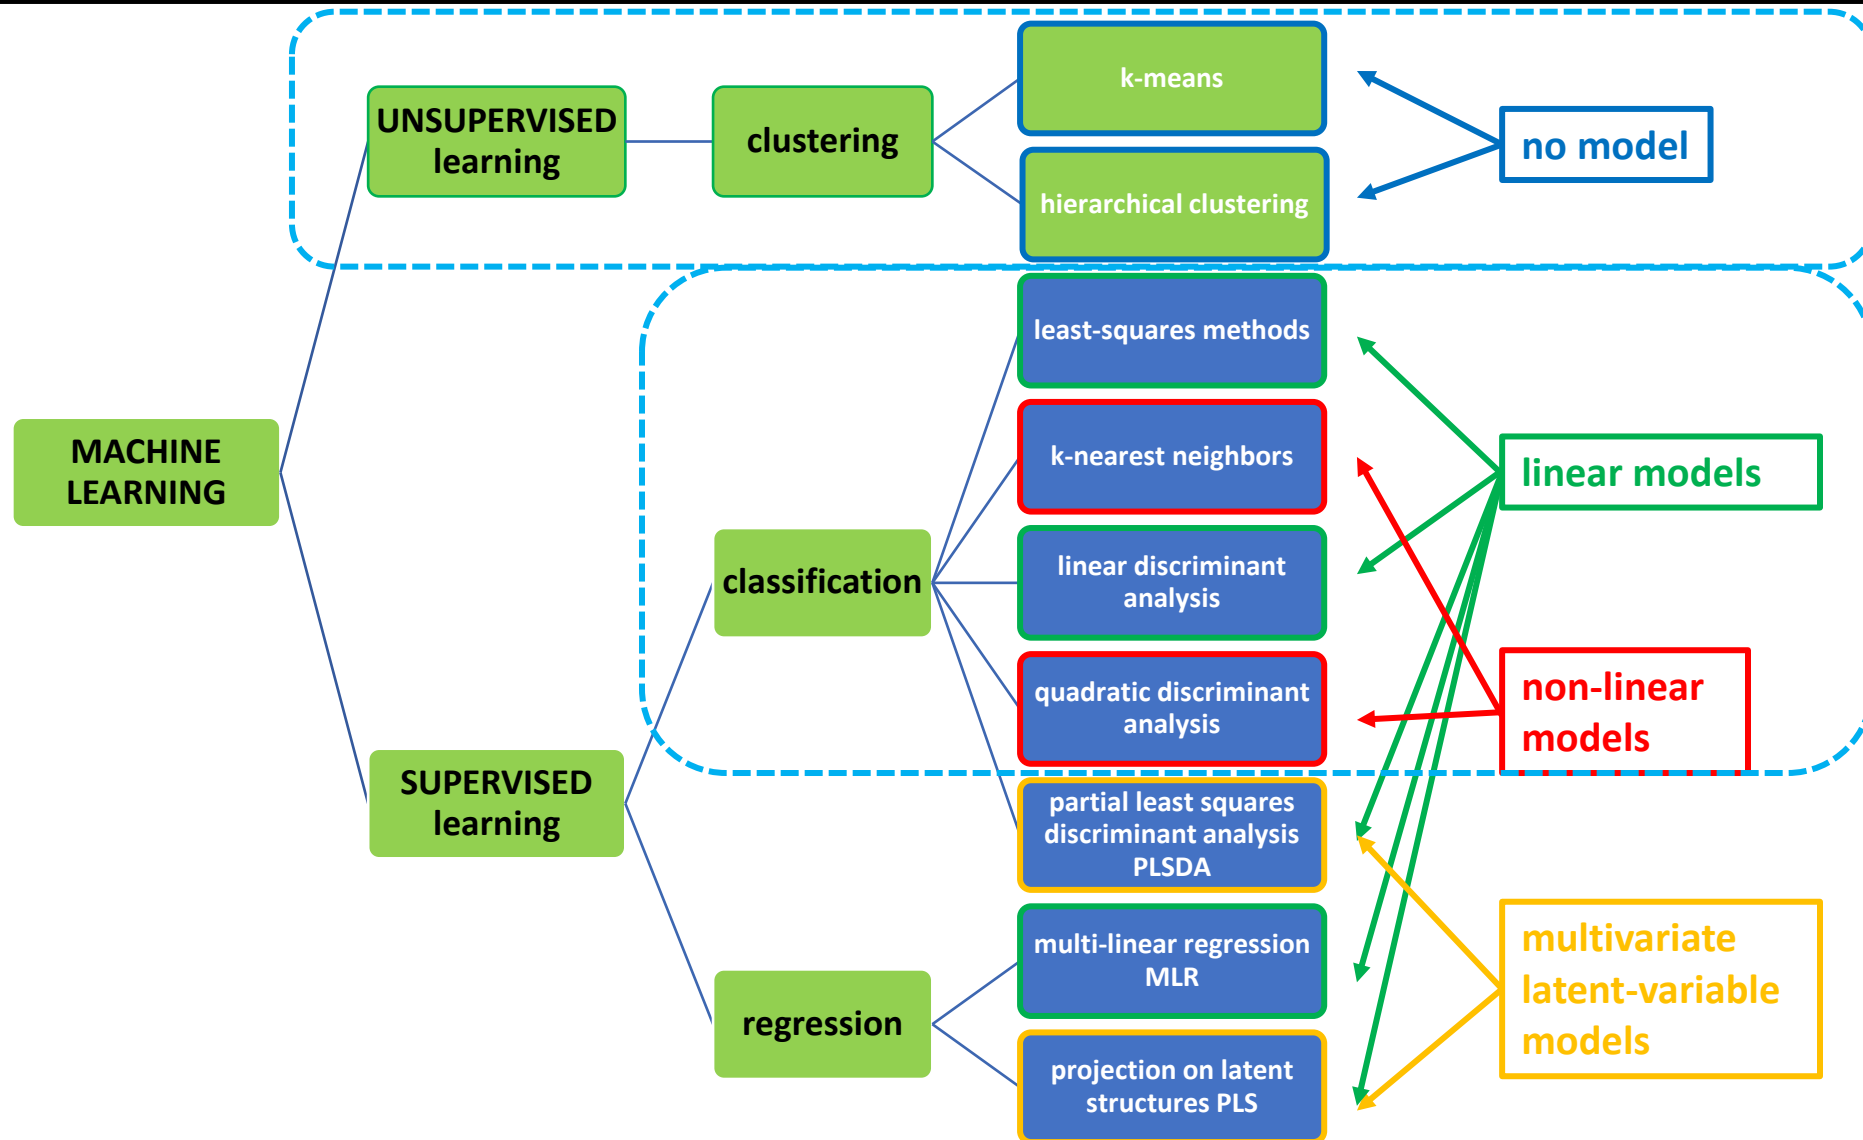 MACHINE
LEARNING
UNSUPERVISED
learning
clustering
k-means
hierarchical clustering
no model
SUPERVISED
learning
classification
least-squares methods
k-nearest neighbors
linear discriminant
analysis
quadratic discriminant
analysis
partial least squares
discriminant analysis
PLSDA
regression
multi-linear regression
MLR
projection on latent
structures PLS
linear models
non-linear
models
multivariate
latent-variable
models